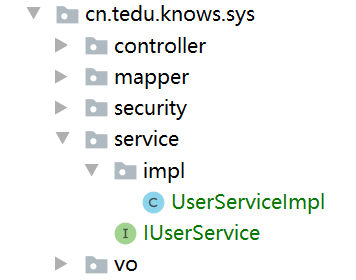 cn.tedu.knows.sys
controller
mapper
security
service
impl
C UserServiceImpl
I IUserService
vo